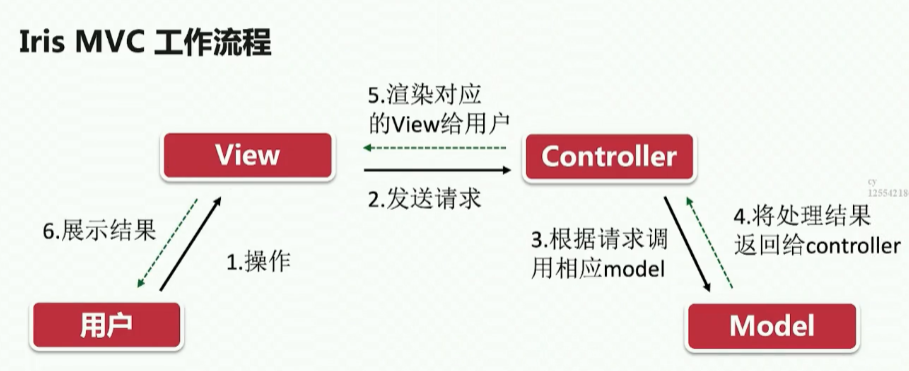 Iris MVC 工作流程
5.渲染对应
的View给用户
View
Controller
2.发送请求
cy
12554218
6.展示结果
1.操作
3.根据请求调
用相应model
4.将处理结果
返回给controller
用户
Model